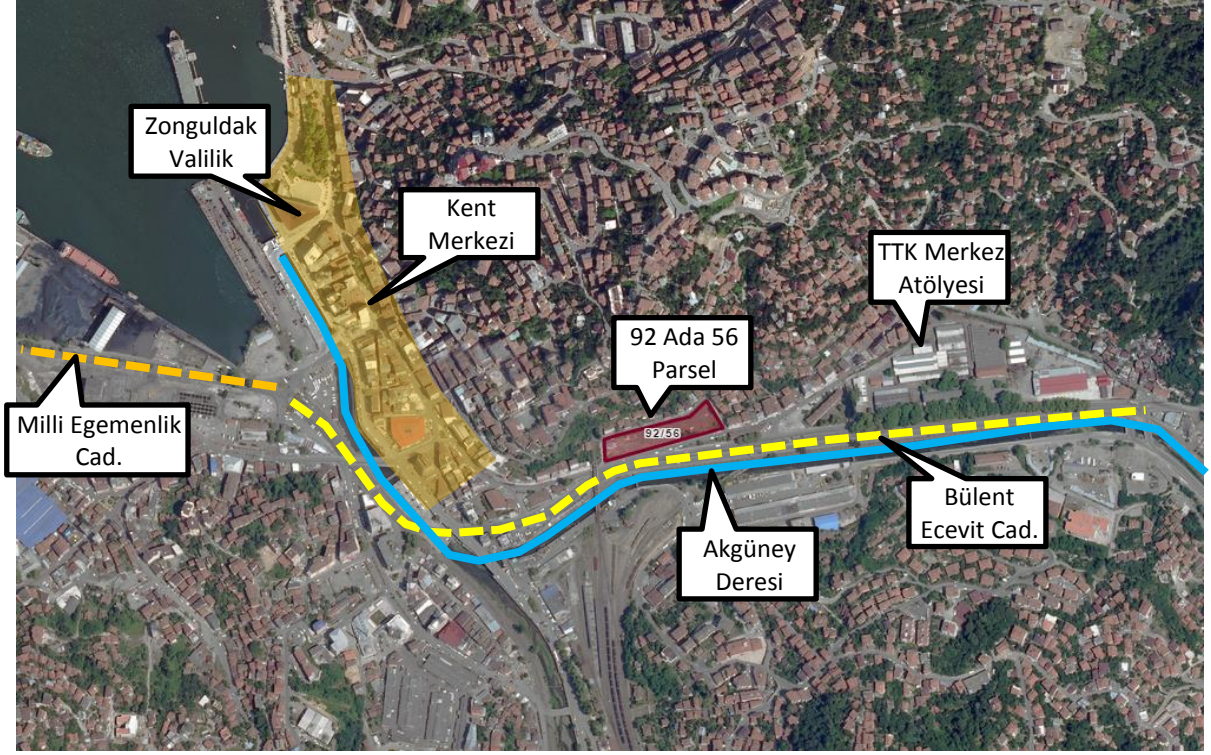 Zonguldak
Valilik
Kent
Merkezi
TTK Merkez
Atölyesi
92 Ada 56
Parsel
92/56
Milli Egemenlik
Cad.
Bülent
Ecevit Cad.
Akgüney
Deresi